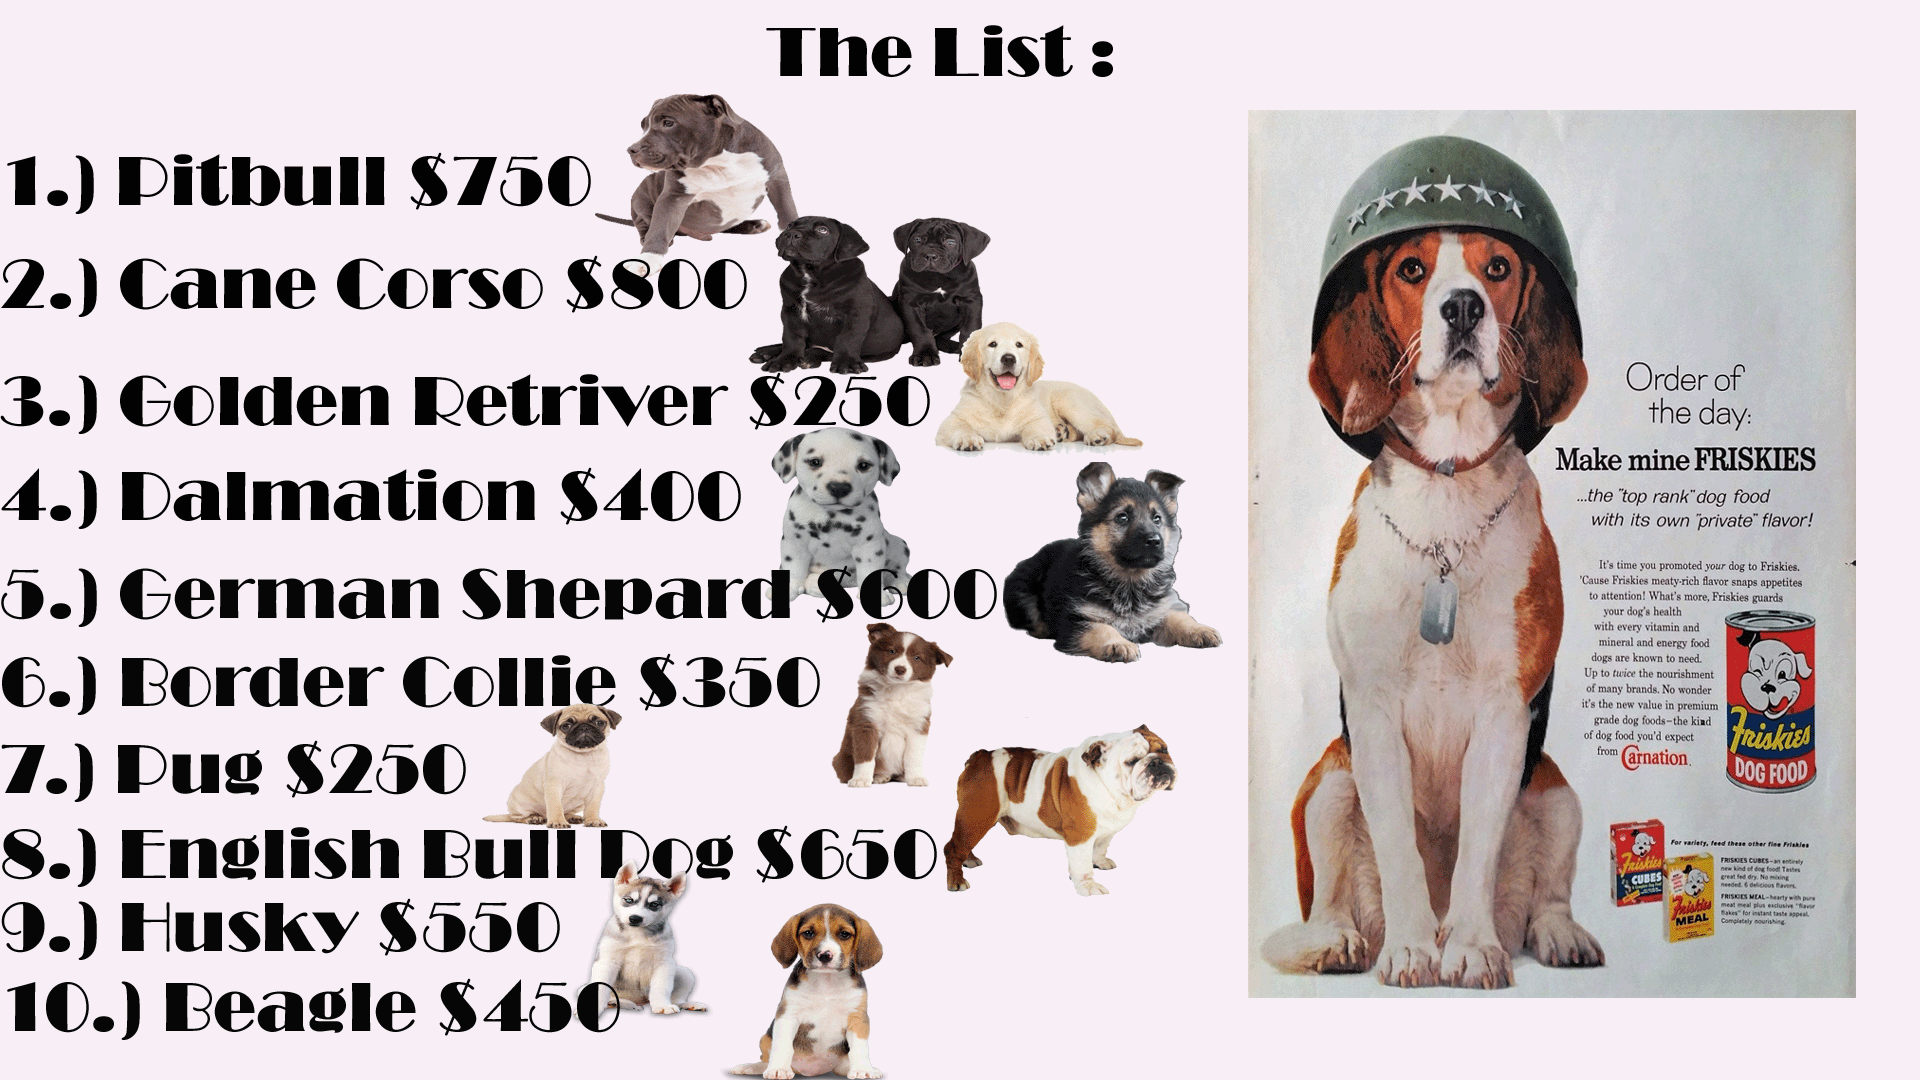 The List :
1.) Pitbull $750
2.) Cane Corso $800
3.) Golden Retriver $250
4.) Dalmation $400
5.) German Shepard $600
6.) Border Collie $350
7.) Pug $250
8.) English Bull Dog $650
9.) Husky $550
10.) Beagle $450
Order of
the day:
Make mine FRISKIES
...the "top rank" dog food
with its own "private" flavor!
It's time you promoted your dog to Friskies.
'Cause Friskies meaty-rich flavor snaps appetites
to attention! What's more, Friskies guards
your dog's health
with every vitamin and
mineral and energy food
dogs are known to need.
Up to twice the nourishment
of many brands. No wonder
it's the new value in premium
grade dog foods—the kind
of dog food you'd expect
from Carnation.
Friskies
DOG FOOD
Friskies
CUBES
Friskies
MEAL
For variety, feed these other fine Friskies
FRISKIES CUBES—an entirely
new kind of dog food! Tastes
great fed dry. No mixing
needed. 6 delicious flavors.
FRISKIES MEAL—hearty with pure
meat meal plus exclusive "flavor
flakes" for instant taste appeal.
Completely nourishing.